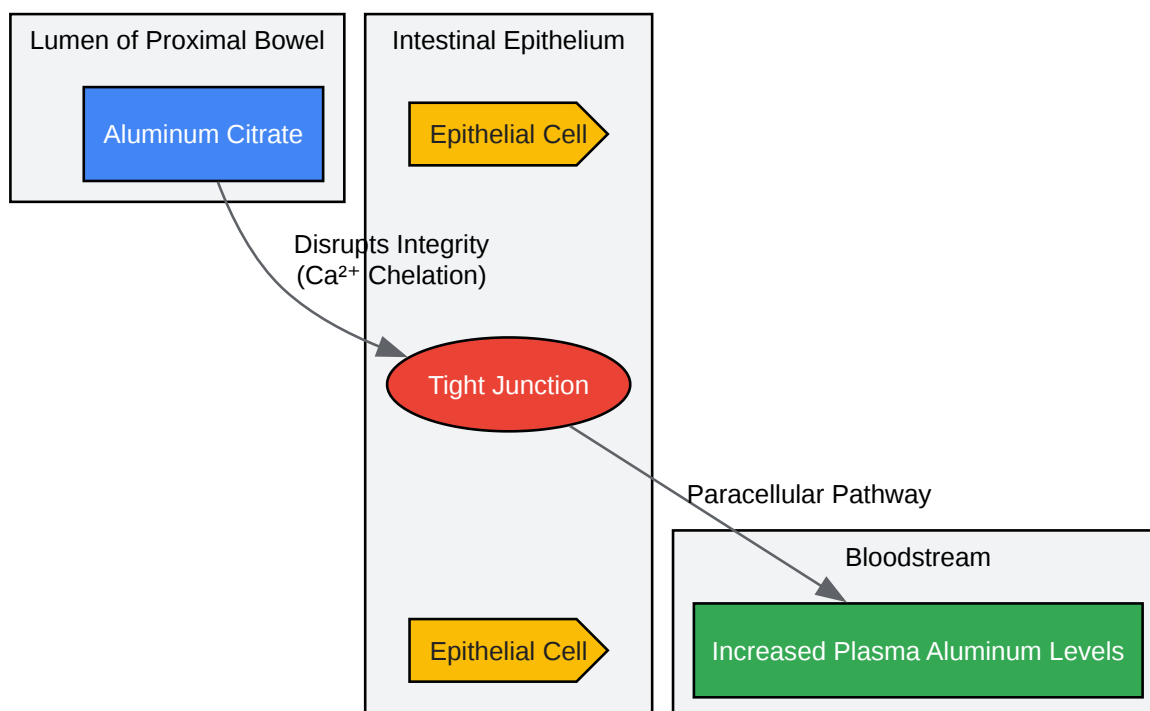 Lumen of Proximal Bowel
Aluminum Citrate
Intestinal Epithelium
Epithelial Cell
Disrupts Integrity
(Ca²⁺ Chelation)
Tight Junction
Paracellular Pathway
Epithelial Cell
Bloodstream
Increased Plasma Aluminum Levels